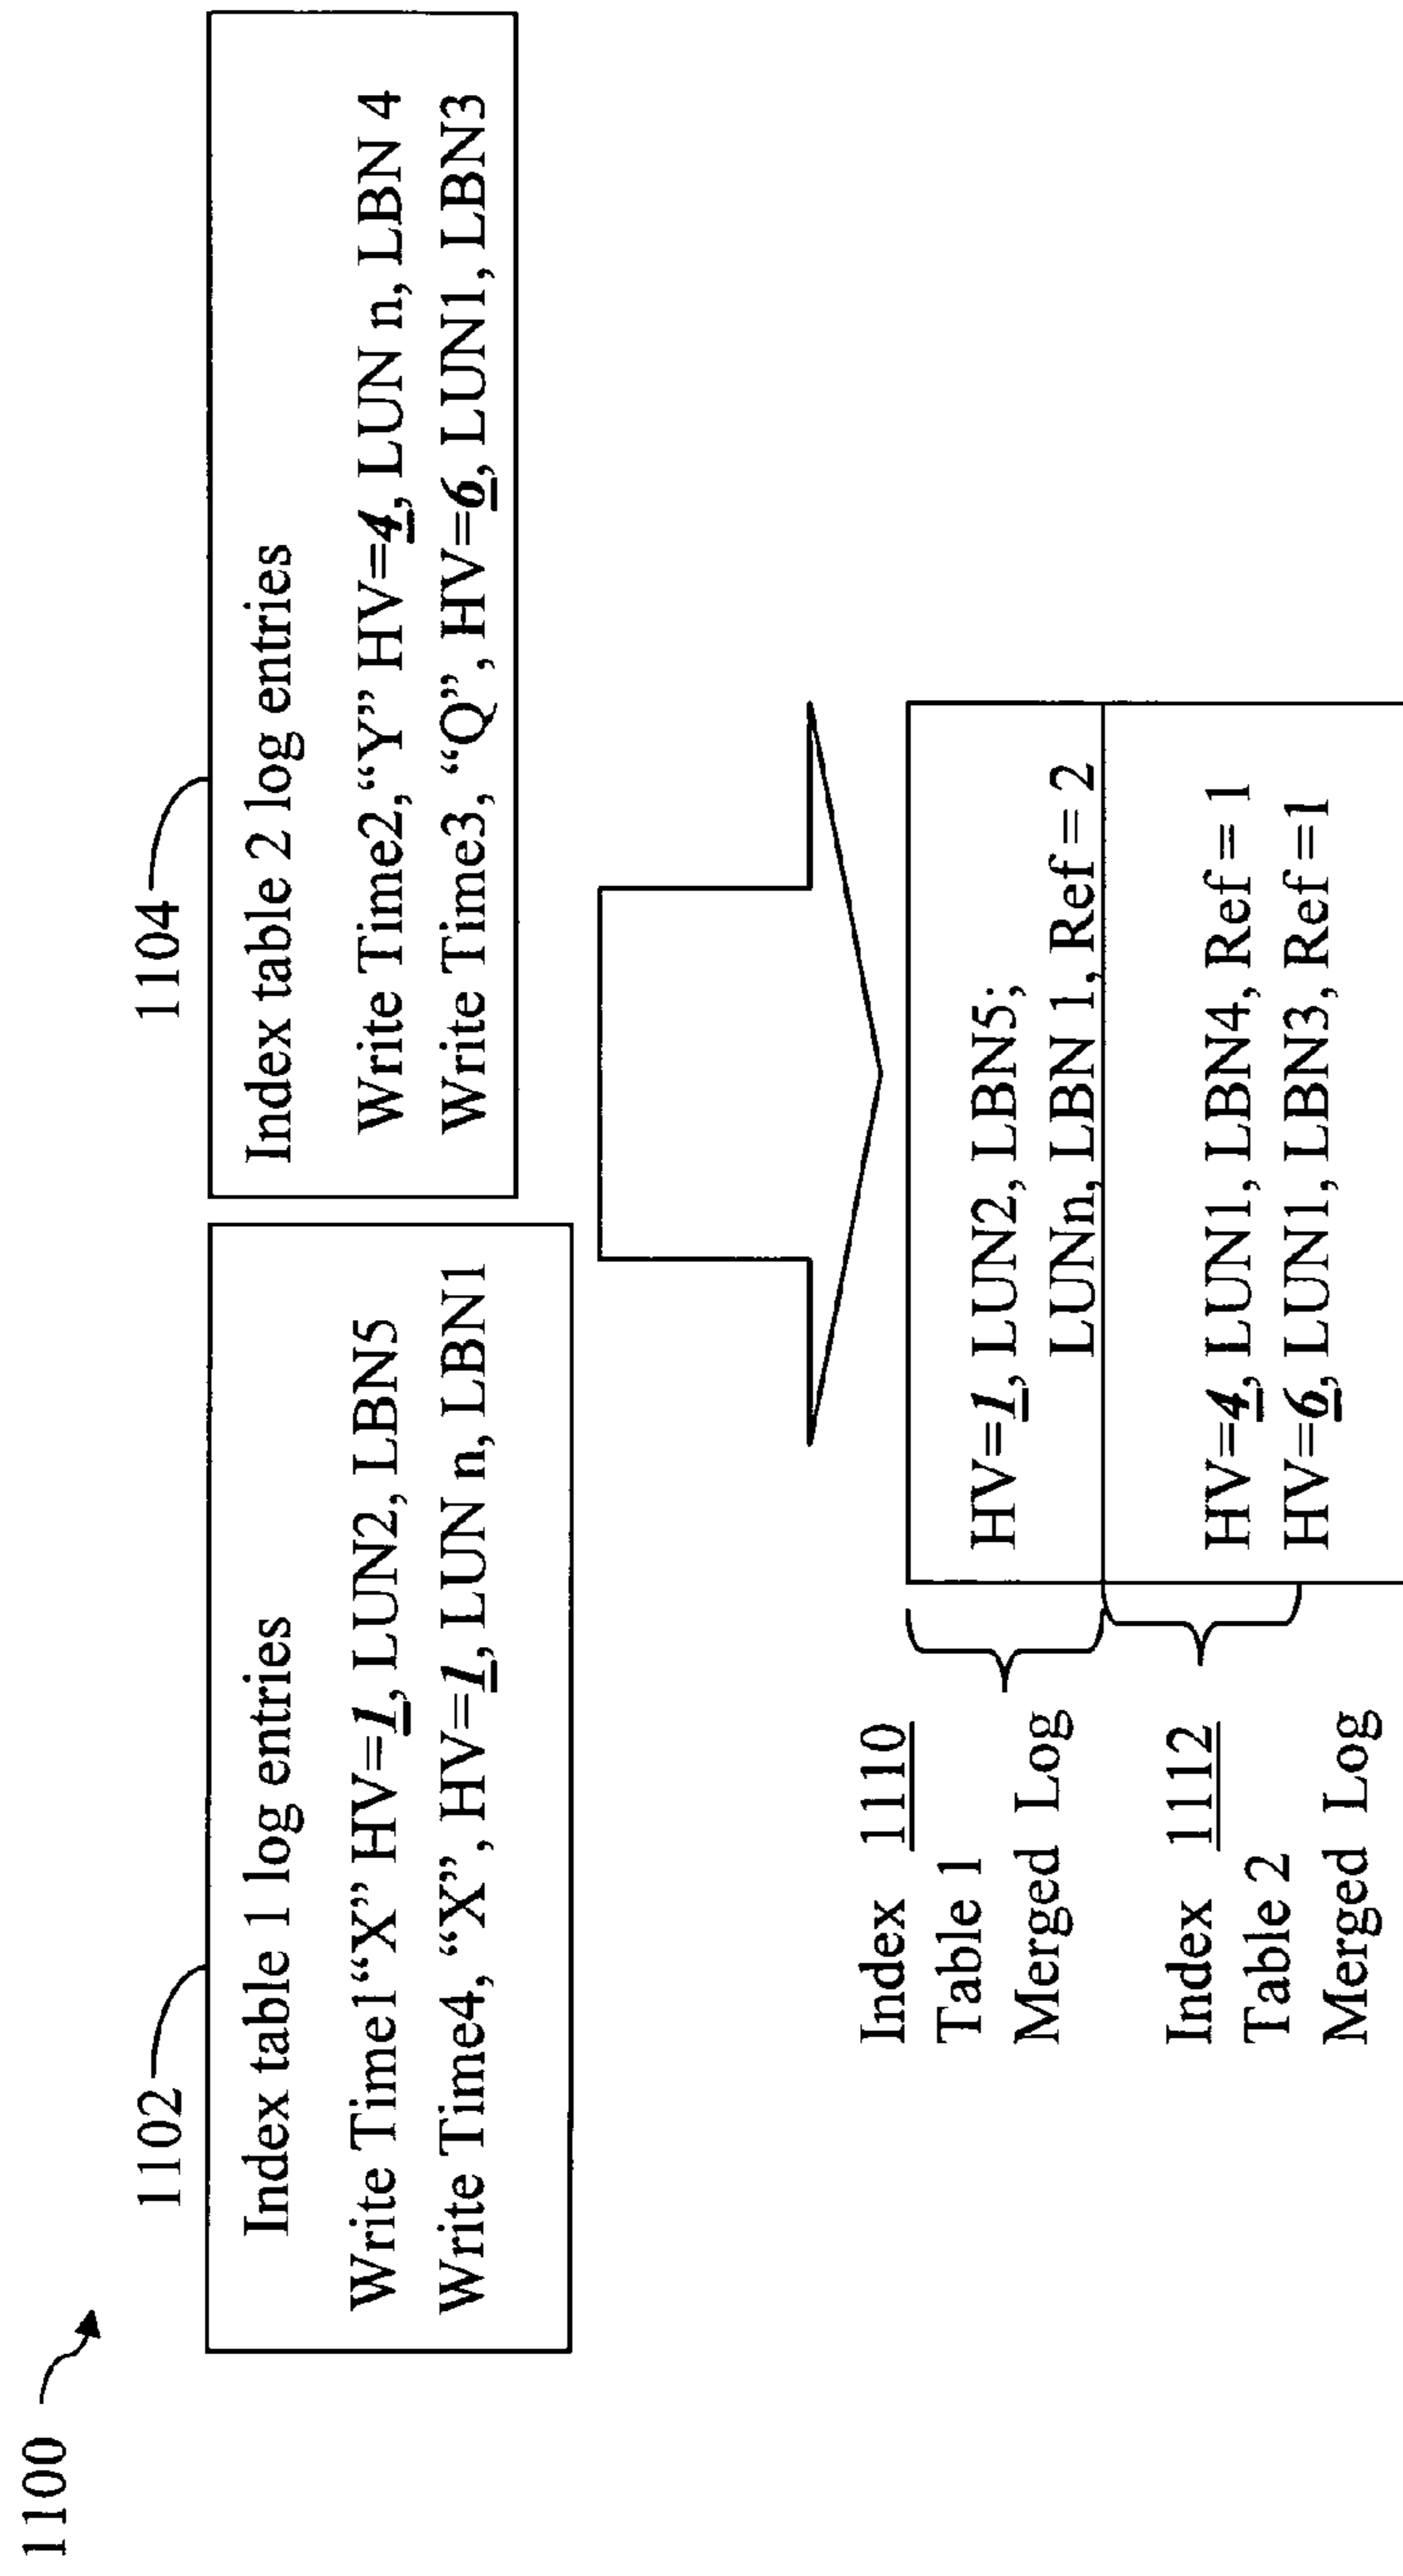 1100
1102
Index table 1 log entries
Write Time1“X” HV=1, LUN2, LBN5
Write Time4, “X”, HV=1, LUN n, LBN1
1104
Index table 2 log entries
Write Time2,“Y” HV=4, LUN n, LBN 4
Write Time3, “Q”, HV=6, LUN1, LBN3
Index 1110
Table 1
Merged Log
HV=1, LUN2, LBN5;
LUNn, LBN 1, Ref = 2
Index 1112
Table 2
Merged Log
HV=4, LUN1, LBN4, Ref = 1
HV=6, LUN1, LBN3, Ref =1